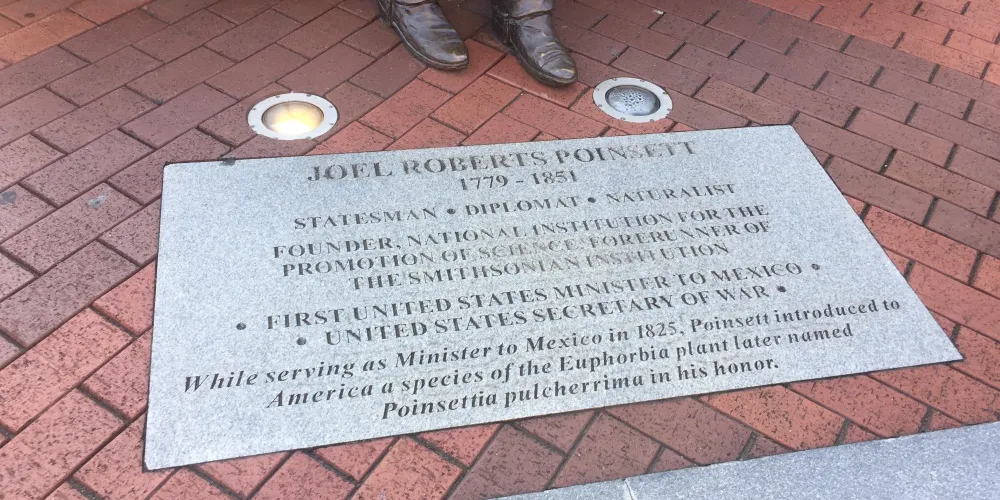 JOEL ROBERTS POINSETT
1779 - 1851
STATESMAN • DIPLOMAT • NATURALIST
FOUNDER, NATIONAL INSTITUTION FOR THE
PROMOTION OF SCIENCE, FORERUNNER OF
THE SMITHSONIAN INSTITUTION
• FIRST UNITED STATES MINISTER TO MEXICO •
• UNITED STATES SECRETARY OF WAR •
While serving as Minister to Mexico in 1825, Poinsett introduced to
America a species of the Euphorbia plant later named
Poinsettia pulcherrima in his honor.